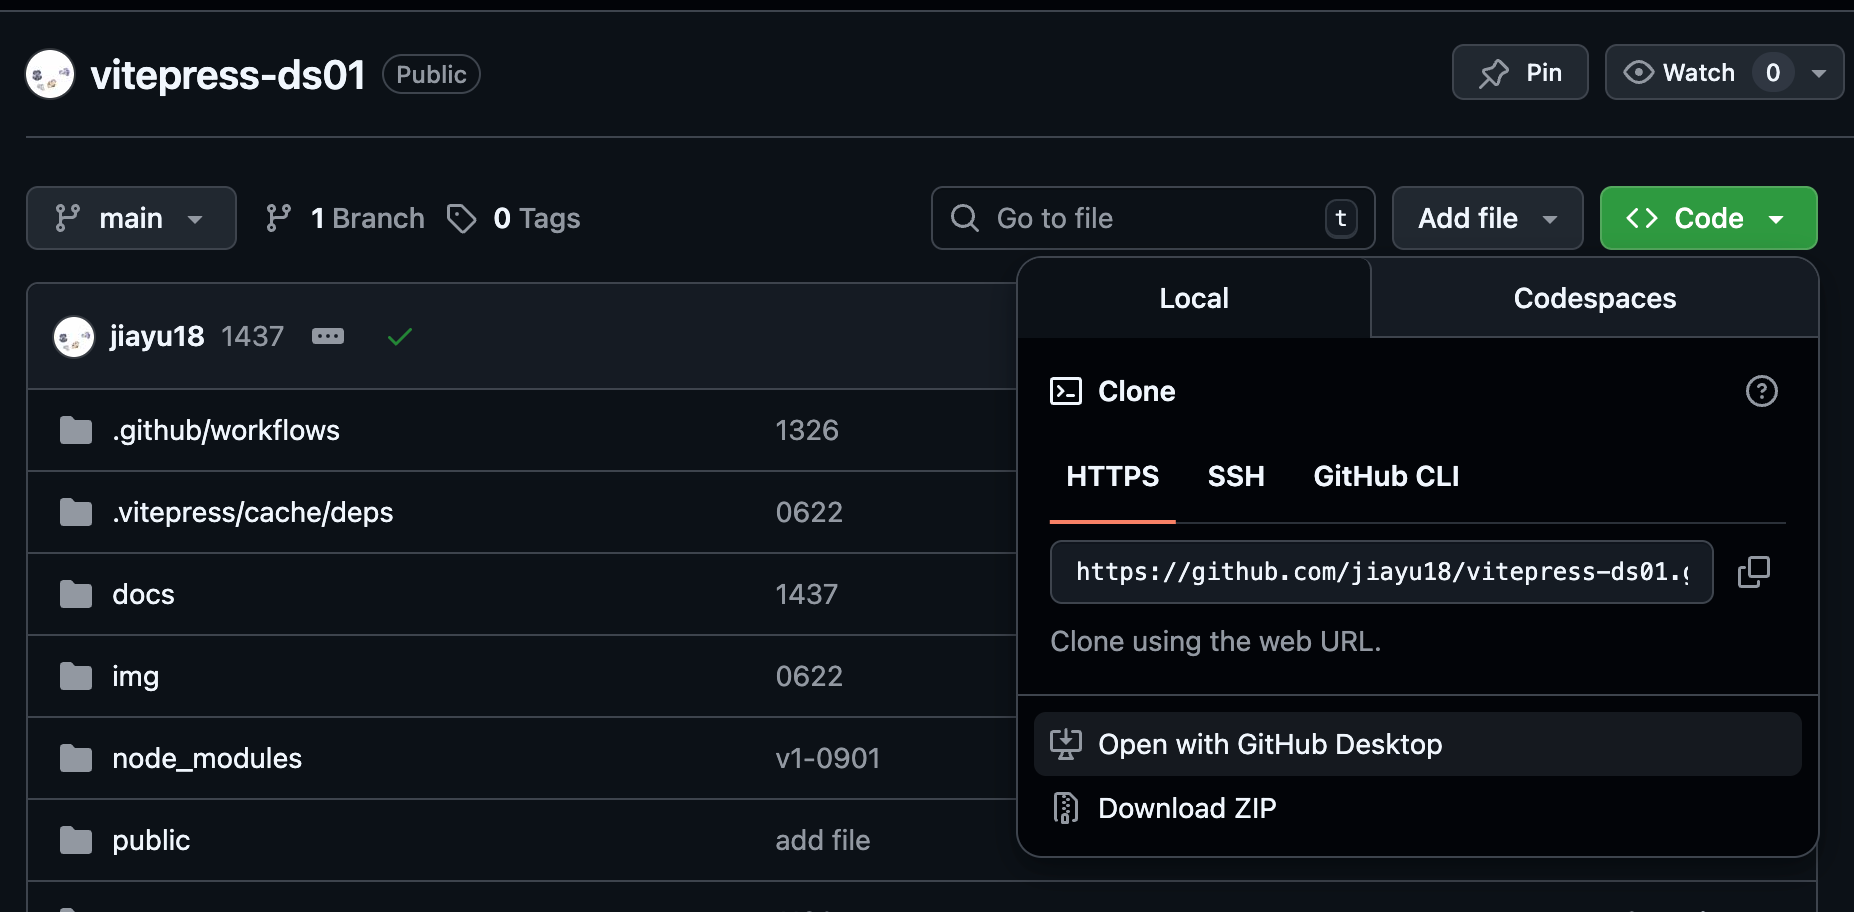 vitepress-ds01 Public Pin Watch 0
main 1 Branch 0 Tags Go to file t Add file Code
Local Codespaces
jiayu18 1437
Clone
.github/workflows 1326
HTTPS SSH GitHub CLI
.vitepress/cache/deps 0622
https://github.com/jiayu18/vitepress-ds01.g
docs 1437
Clone using the web URL.
img 0622
Open with GitHub Desktop
node_modules v1-0901
Download ZIP
public add file